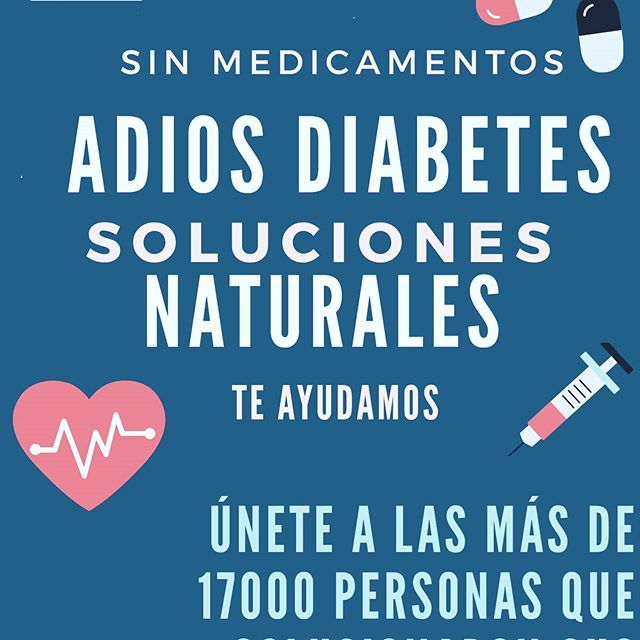 SIN MEDICAMENTOS
ADIOS DIABETES
SOLUCIONES
NATURALES
TE AYUDAMOS
ÚNETE A LAS MÁS DE
17000 PERSONAS QUE